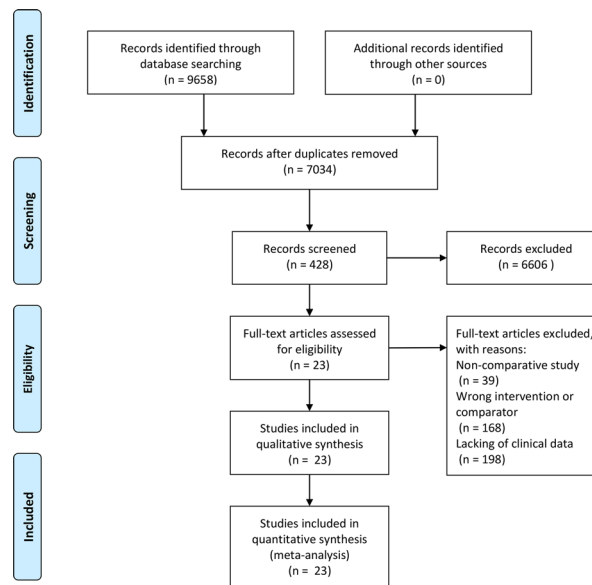 Identification
Records identified through
database searching
(n = 9658)
Additional records identified
through other sources
(n = 0)
Records after duplicates removed
(n = 7034)
Screening
Records screened
(n = 428)
Records excluded
(n = 6606 )
Eligibility
Full-text articles assessed
for eligibility
(n = 23)
Full-text articles excluded,
with reasons:
Non-comparative study
(n = 39)
Wrong intervention or
comparator
(n = 168)
Lacking of clinical data
(n = 198)
Studies included in
qualitative synthesis
(n = 23)
Included
Studies included in
quantitative synthesis
(meta-analysis)
(n = 23)